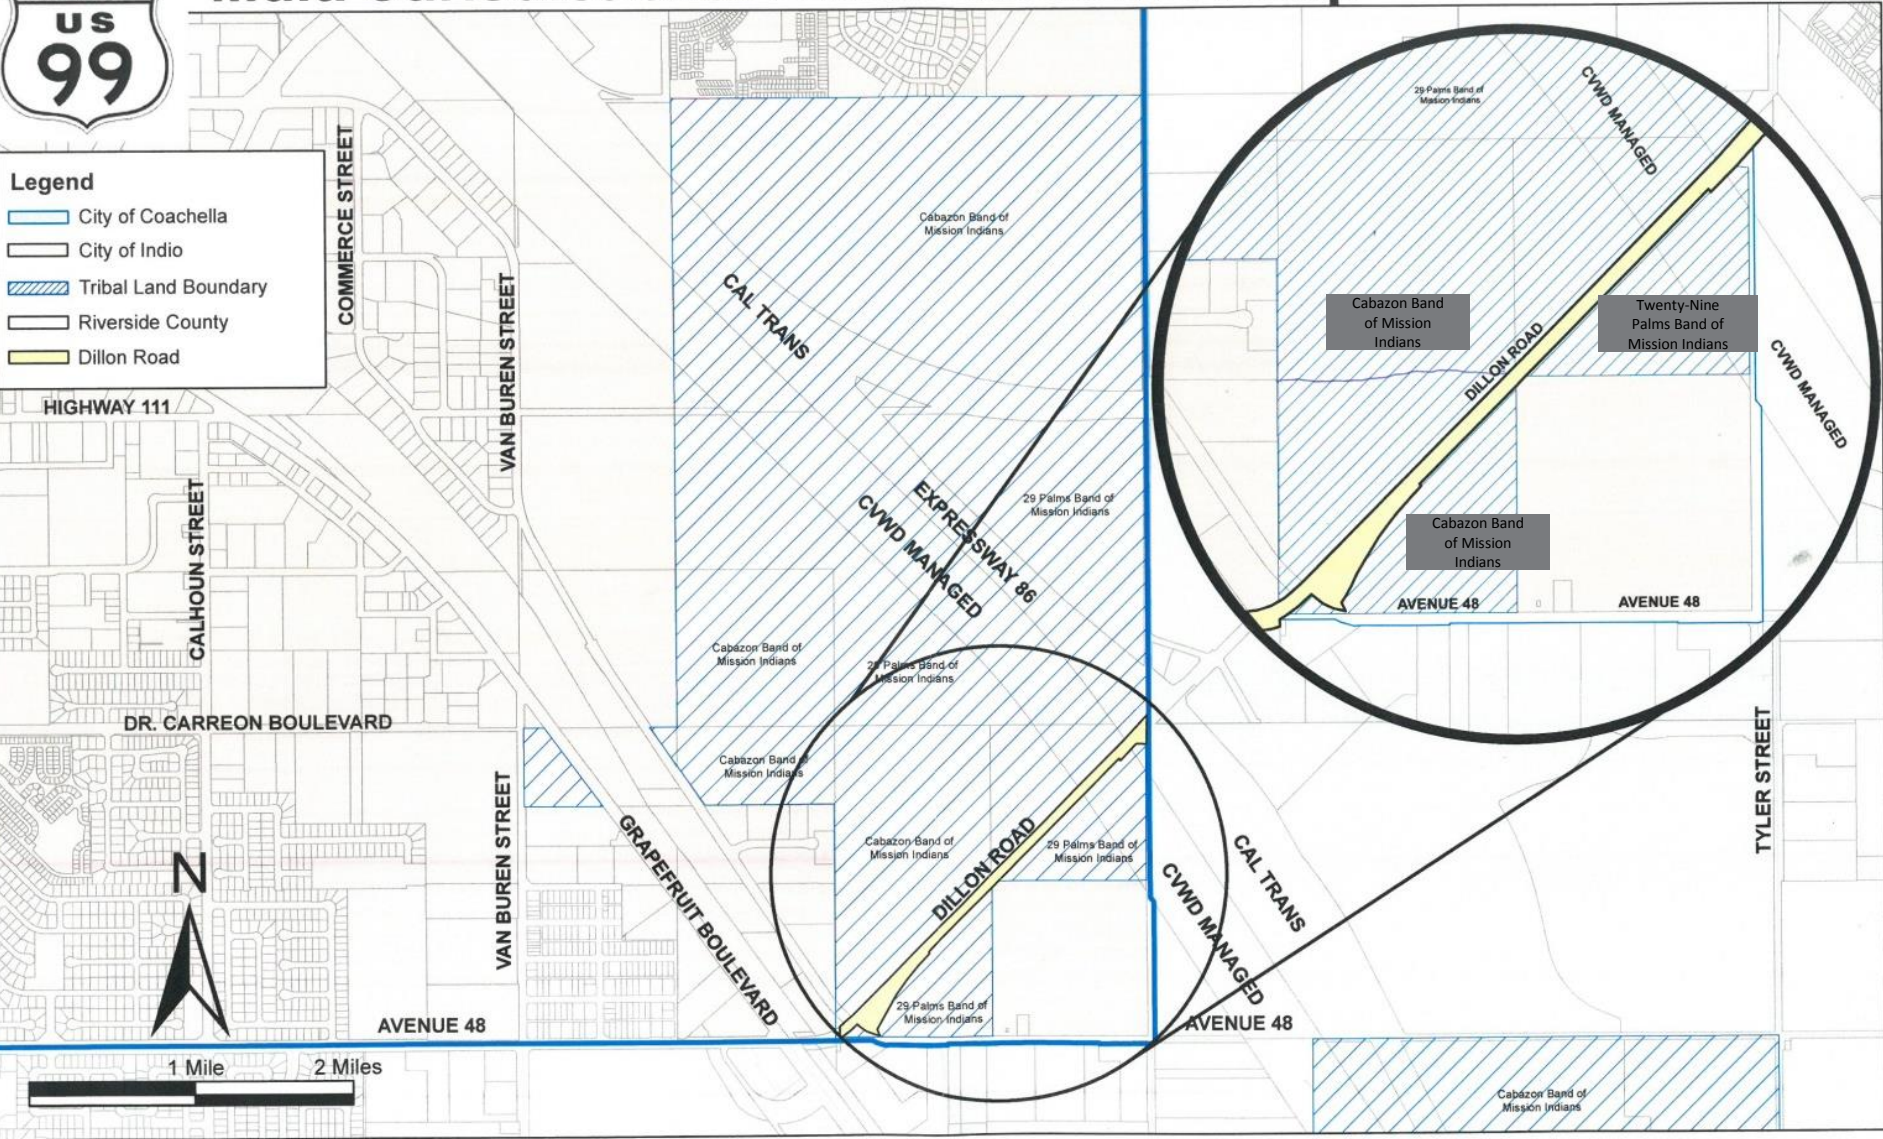 US
99
Legend
City of Coachella
City of Indio
Tribal Land Boundary
Riverside County
Dillon Road
HIGHWAY 111
COMMERCE STREET
VAN BUREN STREET
CALHOUN STREET
DR. CARREON BOULEVARD
VAN BUREN STREET
GRAPEFRUIT BOULEVARD
N
AVENUE 48
1 Mile
2 Miles
Cabazon Band of
Mission Indians
CAL TRANS
EXPRESSWAY 86
CVWD MANAGED
29 Palms Band of
Mission Indians
Cabazon Band of
Mission Indians
29 Palms Band of
Mission Indians
Cabazon Band of
Mission Indians
Cabazon Band of
Mission Indians
DILLON ROAD
29 Palms Band of
Mission Indians
29 Palms Band of
Mission Indians
CVWD MANAGED
CAL TRANS
AVENUE 48
29 Palms Band of
Mission Indians
CVWD MANAGED
Cabazon Band
of Mission
Indians
Twenty-Nine
Palms Band of
Mission Indians
DILLON ROAD
CVWD MANAGED
Cabazon Band
of Mission
Indians
AVENUE 48
AVENUE 48
TYLER STREET
Cabazon Band of
Mission Indians